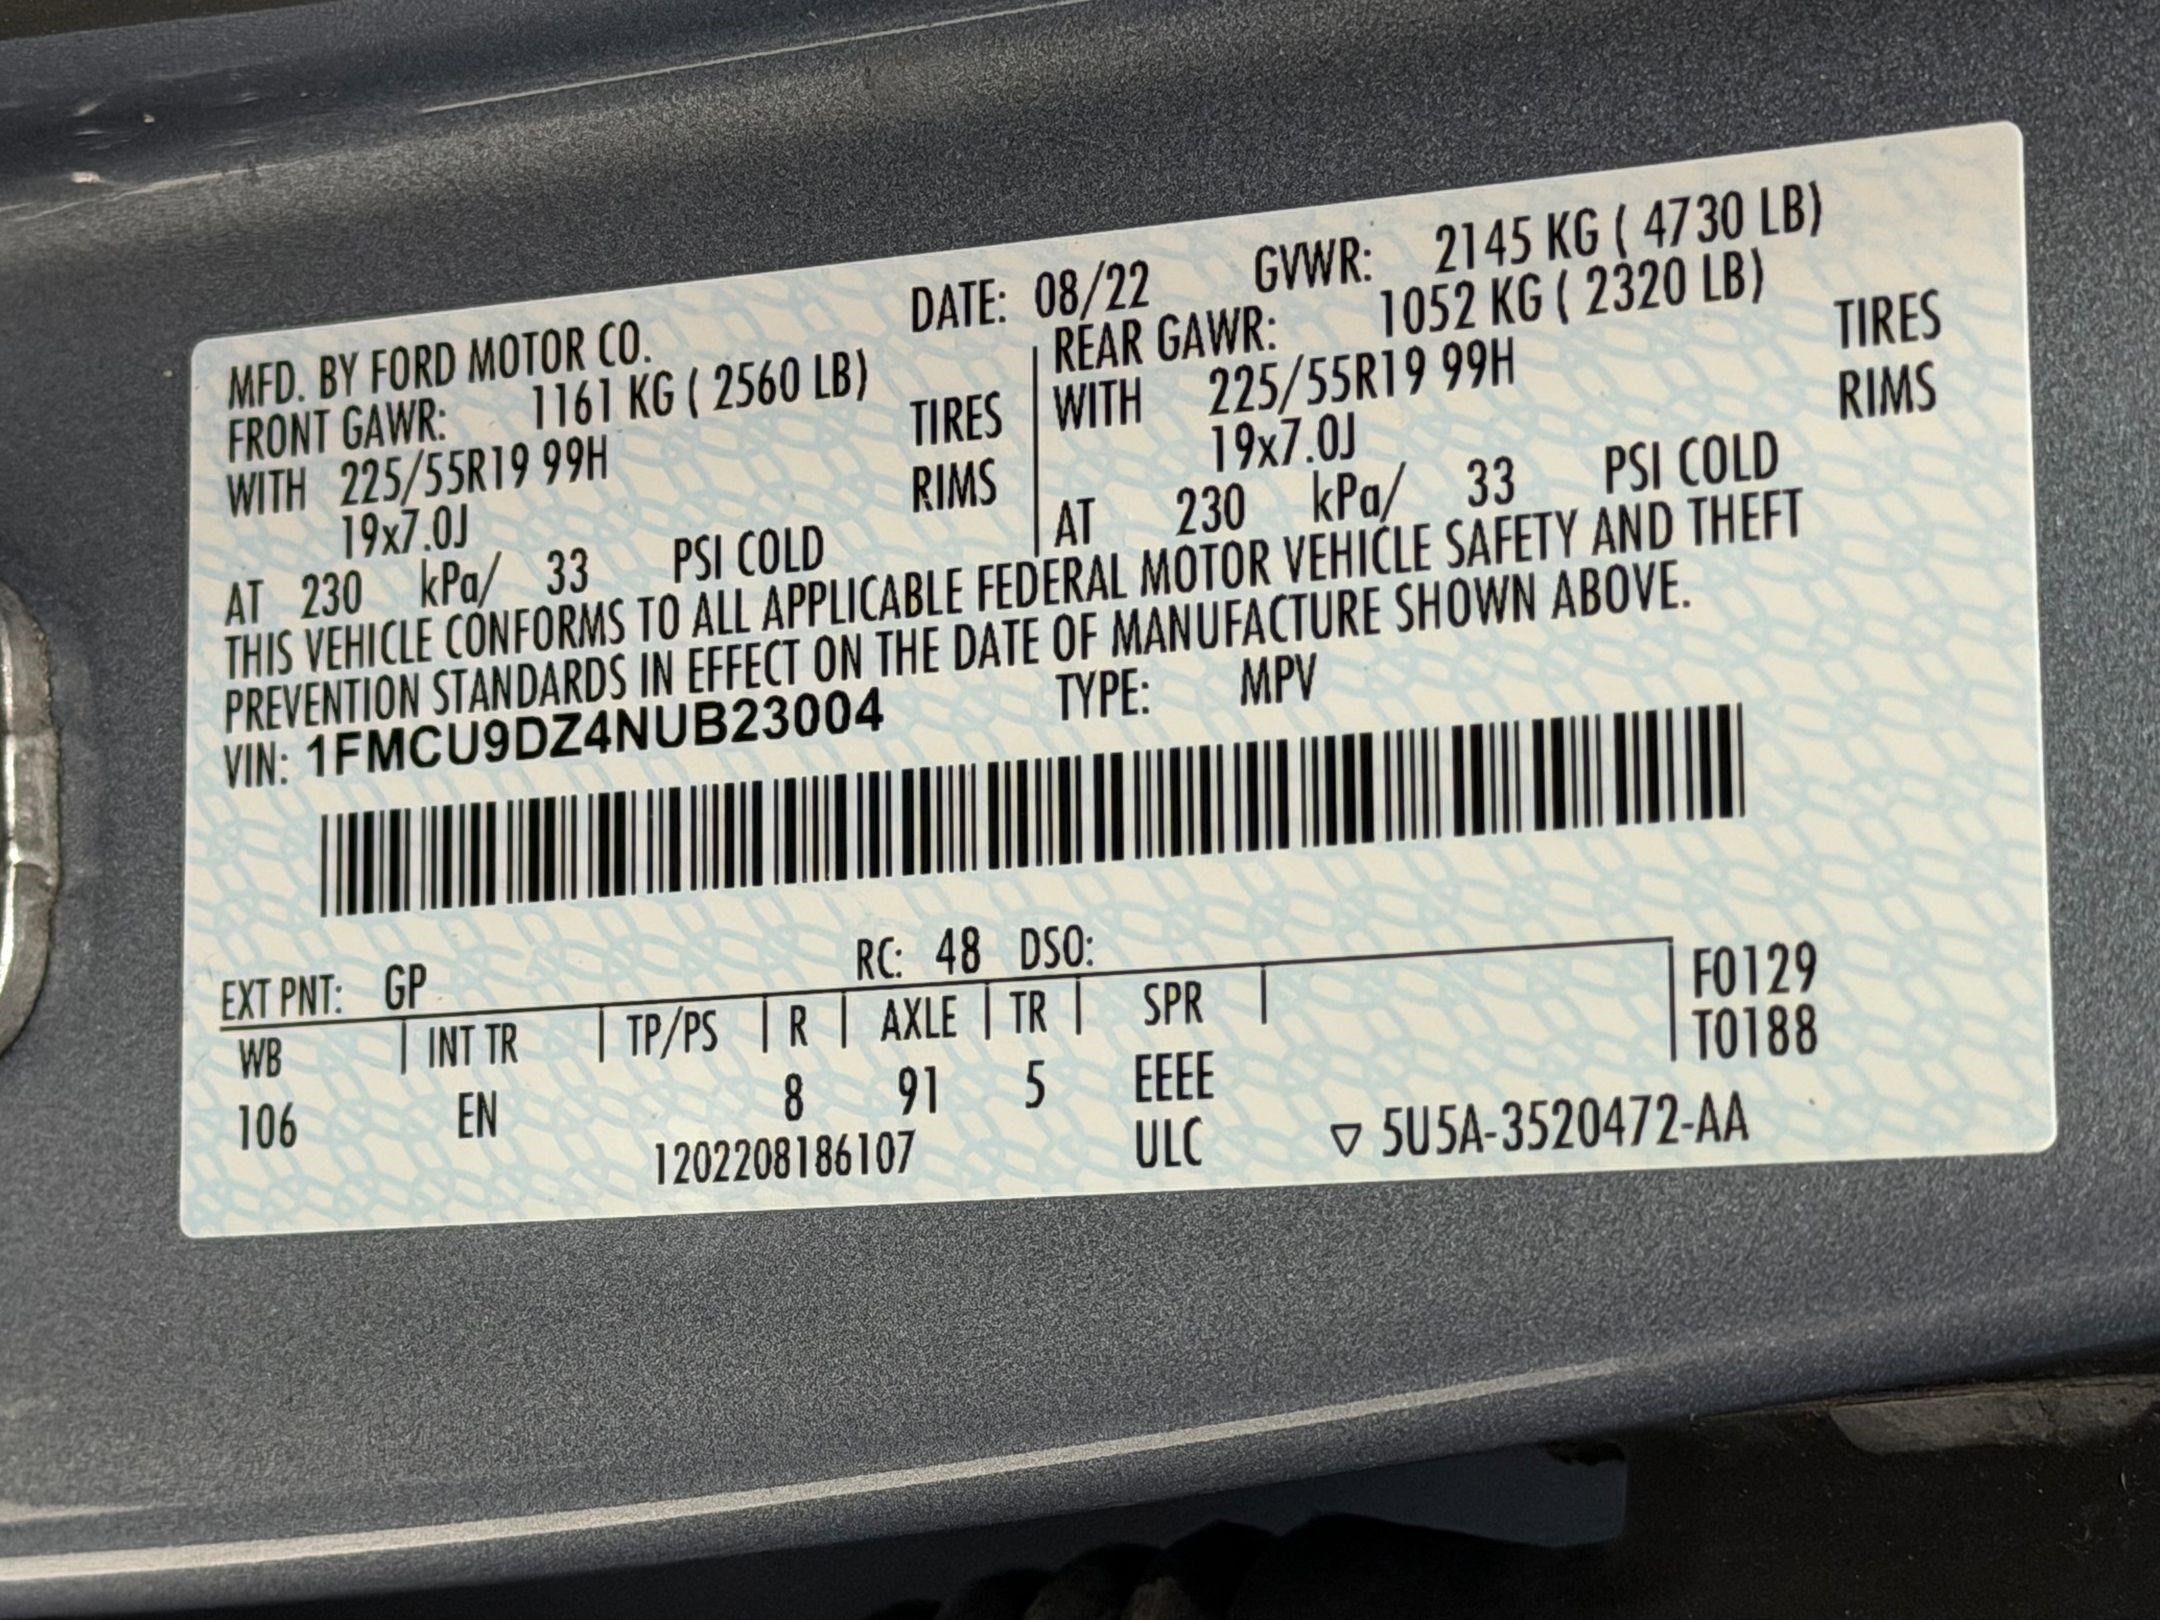 MFD. BY FORD MOTOR CO. DATE: 08/22 GVWR: 2145 KG ( 4730 LB)
FRONT GAWR: 1161 KG ( 2560 LB)
WITH 225/55R19 99H TIRES
19x7.0J RIMS
AT 230 kPa/ 33 PSI COLD
REAR GAWR: 1052 KG ( 2320 LB)
WITH 225/55R19 99H TIRES
19x7.0J RIMS
AT 230 kPa/ 33 PSI COLD
THIS VEHICLE CONFORMS TO ALL APPLICABLE FEDERAL MOTOR VEHICLE SAFETY AND THEFT
PREVENTION STANDARDS IN EFFECT ON THE DATE OF MANUFACTURE SHOWN ABOVE.
VIN: 1FMCU9DZ4NUB23004 TYPE: MPV
EXT PNT: GP RC: 48 DSO:
WB | INT TR | TP/PS | R | AXLE | TR | SPR |
106 EN 8 91 5 EEEE
1202208186107 ULC ▽ 5U5A-3520472-AA
F0129
T0188